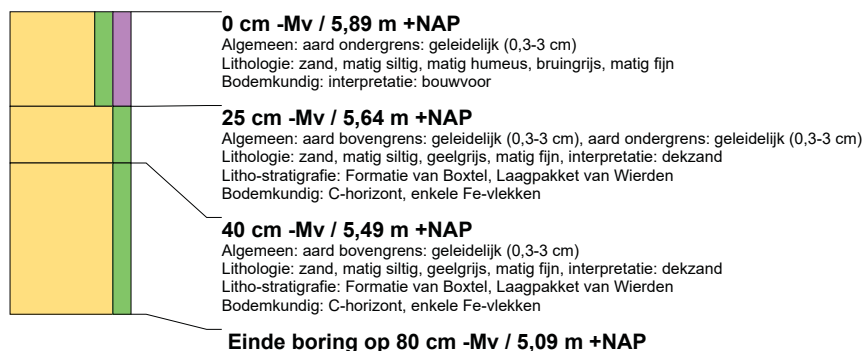 0 cm -Mv / 5,89 m +NAP
Algemeen: aard ondergrens: geleidelijk (0,3-3 cm)
Lithologie: zand, matig siltig, matig humeus, bruingrijs, matig fijn
Bodemkundig: interpretatie: bouwvoor
25 cm -Mv / 5,64 m +NAP
Algemeen: aard bovengrens: geleidelijk (0,3-3 cm), aard ondergrens: geleidelijk (0,3-3 cm)
Lithologie: zand, matig siltig, geelgrijs, matig fijn, interpretatie: dekzand
Litho-stratigrafie: Formatie van Boxtel, Laagpakket van Wierden
Bodemkundig: C-horizont, enkele Fe-vlekken
40 cm -Mv / 5,49 m +NAP
Algemeen: aard bovengrens: geleidelijk (0,3-3 cm)
Lithologie: zand, matig siltig, geelgrijs, matig fijn, interpretatie: dekzand
Litho-stratigrafie: Formatie van Boxtel, Laagpakket van Wierden
Bodemkundig: C-horizont, enkele Fe-vlekken
Einde boring op 80 cm -Mv / 5,09 m +NAP